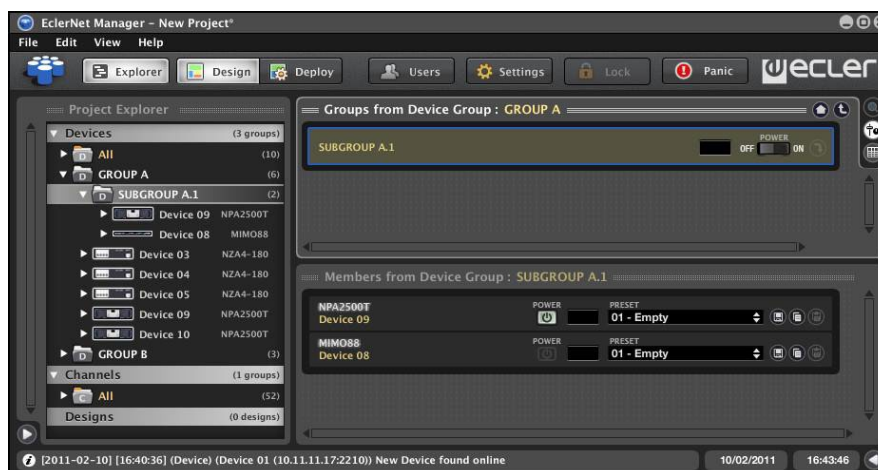 EclerNet Manager - New Project*
File Edit View Help
Explorer Design Deploy Users Settings Lock Panic ecler
Project Explorer
Devices (3 groups)
D All (10)
D GROUP A (6)
D SUBGROUP A.1 (2)
Device 09 NPA2500T
Device 08 MIMO88
Device 03 NZA4-180
Device 04 NZA4-180
Device 05 NZA4-180
Device 09 NPA2500T
Device 10 NPA2500T
D GROUP B (3)
Channels (1 groups)
C All (52)
Designs (0 designs)
Groups from Device Group : GROUP A
SUBGROUP A.1
POWER
OFF ON
Members from Device Group : SUBGROUP A.1
NPA2500T POWER PRESET
Device 09 01 - Empty
MIMO88 POWER PRESET
Device 08 01 - Empty
[2011-02-10] [16:40:36] (Device) (Device 01 (10.11.11.17:2210)) New Device found online 10/02/2011 16:43:46